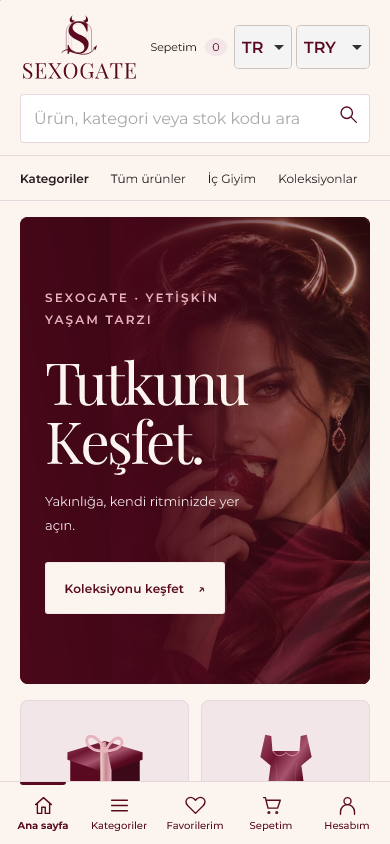 S
SEXOGATE
Sepetim 0 TR TRY
Ürün, kategori veya stok kodu ara
Kategoriler Tüm ürünler İç Giyim Koleksiyonlar
SEXOGATE · YETİŞKİN
YAŞAM TARZI
Tutkunu
Keşfet.
Yakınlığa, kendi ritminizde yer
açın.
Koleksiyonu keşfet ↗
Ana sayfa Kategoriler Favorilerim Sepetim Hesabım